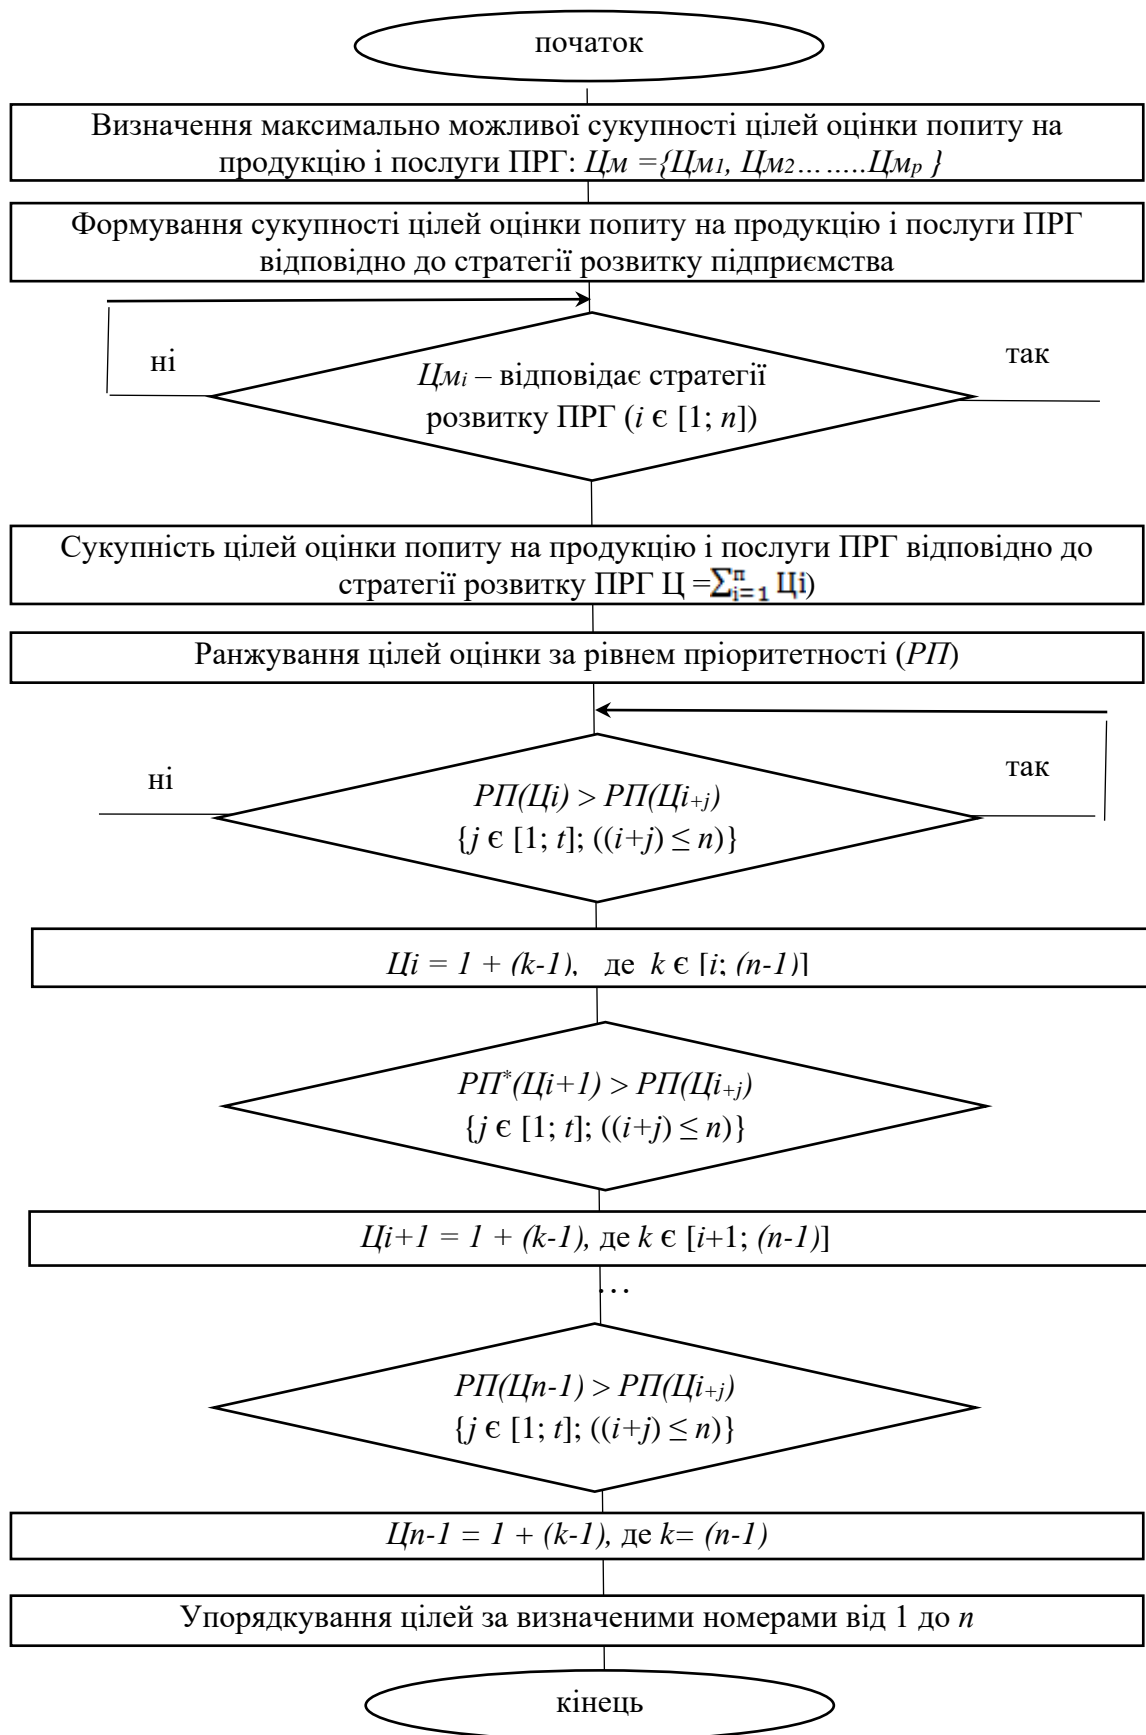 початок
Визначення максимально можливої сукупності цілей оцінки попиту на
продукцію і послуги ПРГ: Цм ={Цм1, Цм2……..Цмр }
Формування сукупності цілей оцінки попиту на продукцію і послуги ПРГ
відповідно до стратегії розвитку підприємства
ні
так
Цмi – відповідає стратегії
розвитку ПРГ (i є [1; n])
Сукупність цілей оцінки попиту на продукцію і послуги ПРГ відповідно до
стратегії розвитку ПРГ Ц =∑ⁿᵢ₌₁ Цi)
Ранжування цілей оцінки за рівнем пріоритетності (РП)
ні
так
РП(Цi) > РП(Цi+j)
{j є [1; t]; ((i+j) ≤ n)}
Цi = 1 + (k-1), де k є [i; (n-1)]
РП*(Цi+1) > РП(Цi+j)
{j є [1; t]; ((i+j) ≤ n)}
Цi+1 = 1 + (k-1), де k є [i+1; (n-1)]
…
РП(Цn-1) > РП(Цi+j)
{j є [1; t]; ((i+j) ≤ n)}
Цn-1 = 1 + (k-1), де k= (n-1)
Упорядкування цілей за визначеними номерами від 1 до n
кінець